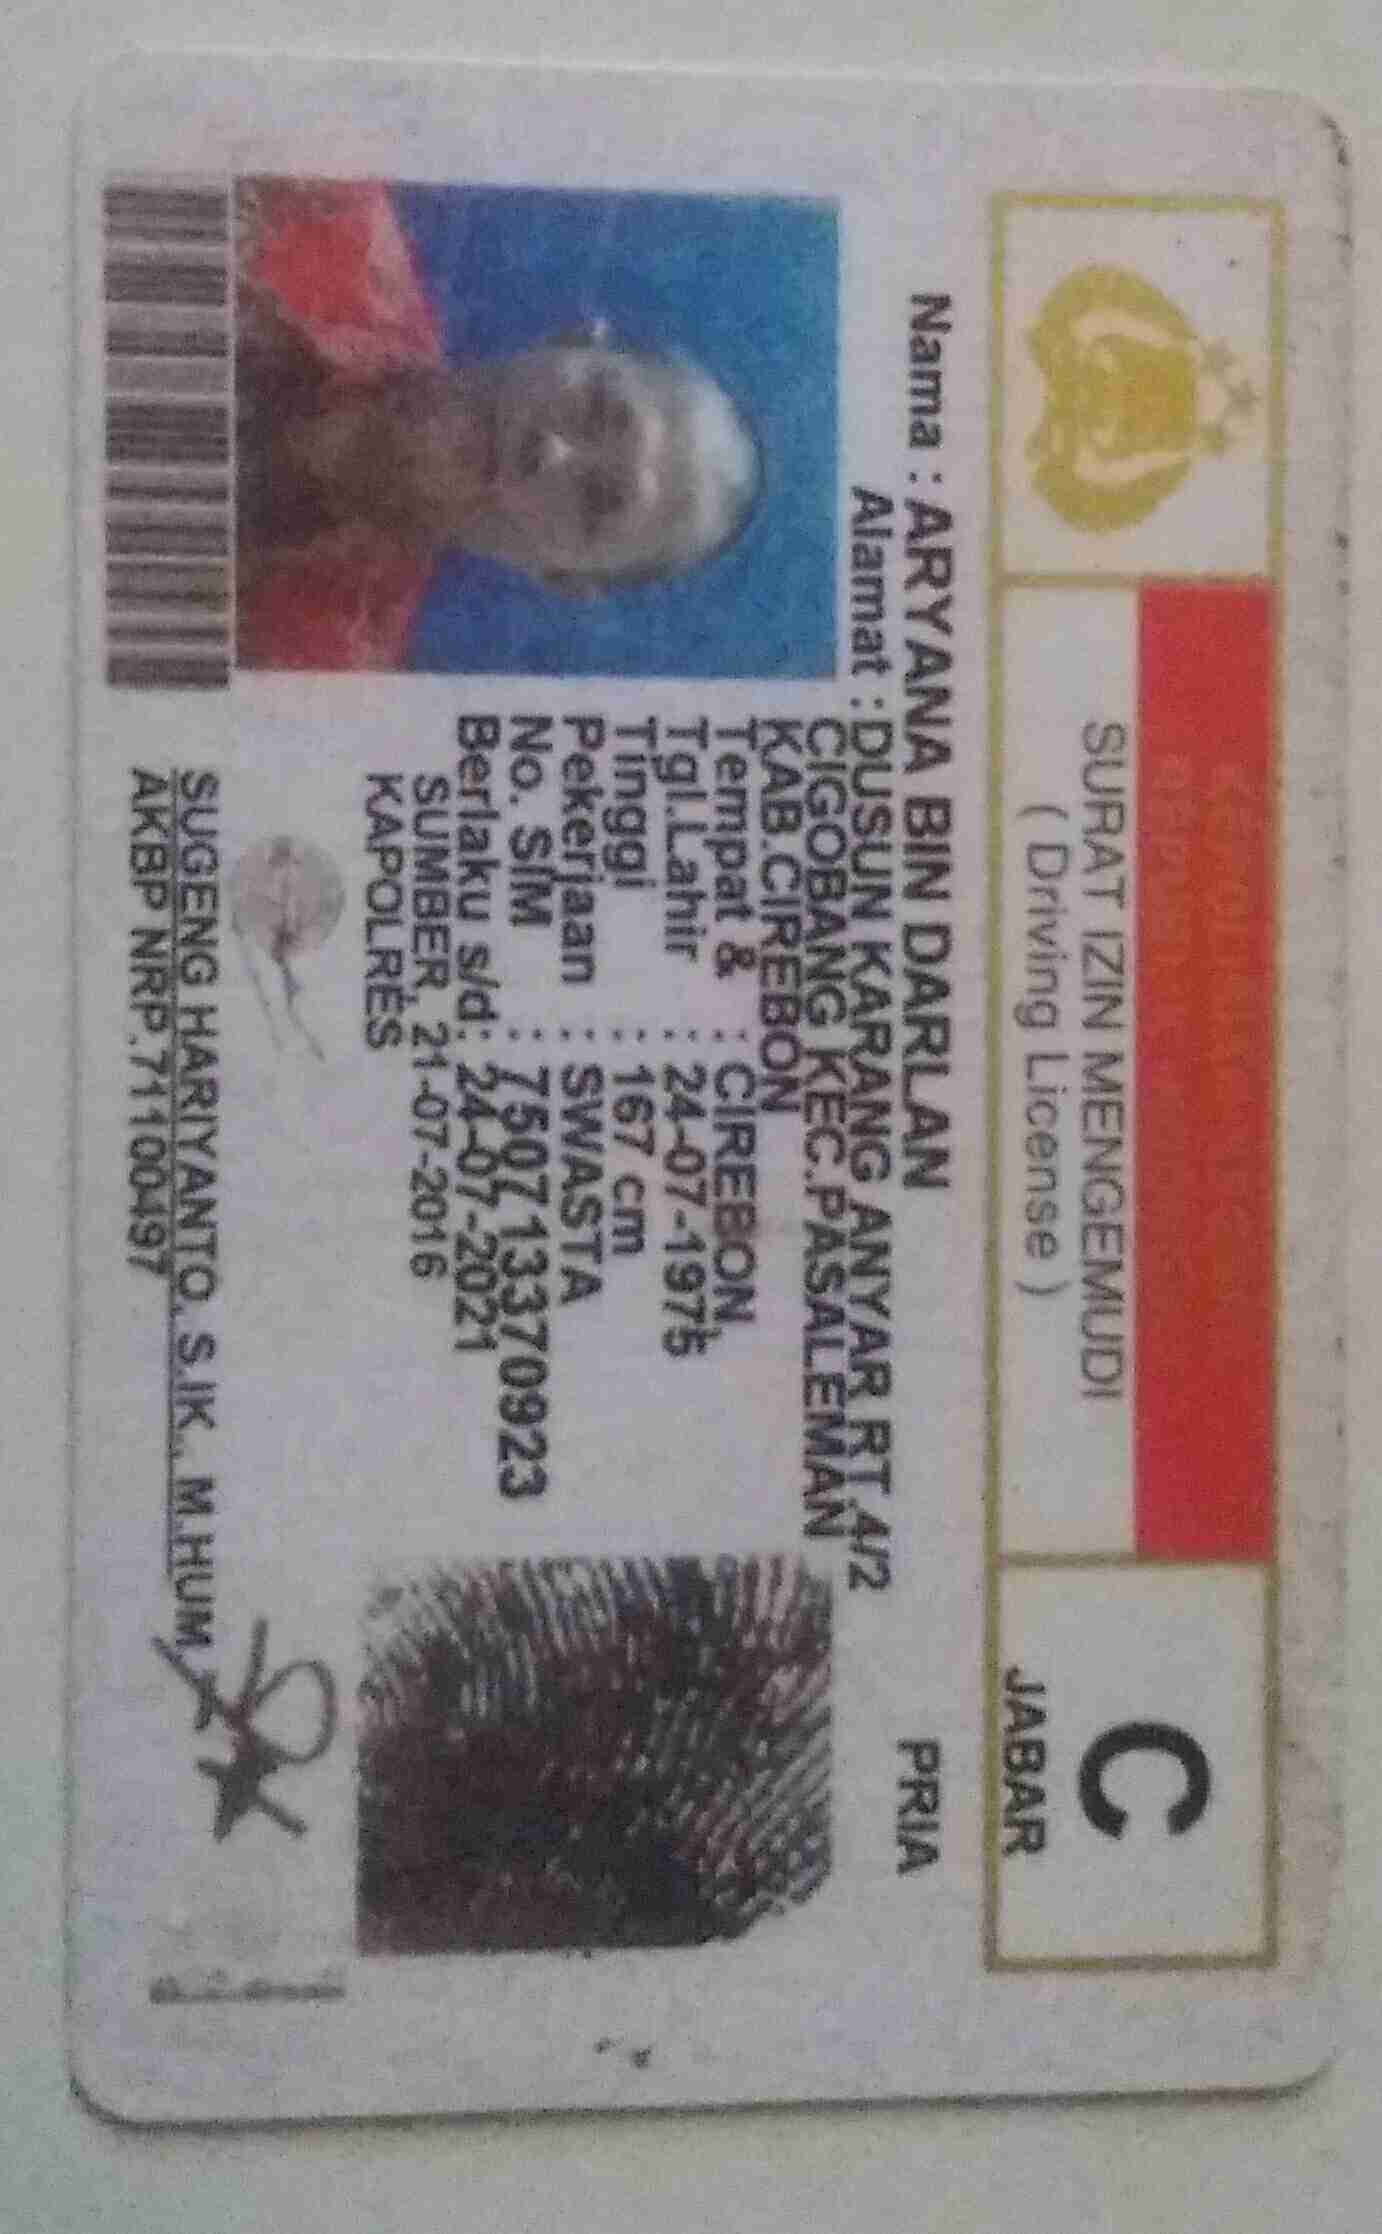 SURAT IZIN MENGEMUDI
( Driving License )
C
JABAR
Nama : ARYANA BIN DARLAN
PRIA
Alamat : DUSUN KARANG ANYAR RT.4/2
CIGOBANG KEC.PASALEMAN
KAB.CIREBON
Tempat & : CIREBON,
Tgl.Lahir : 24-07-1975
Tinggi : 167 cm
Pekerjaan : SWASTA
No. SIM : 750713370923
Berlaku s/d: 24-07-2021
SUMBER, 21-07-2016
KAPOLRES
SUGENG HARIYANTO, S.IK., M.HUM
AKBP NRP.71100497